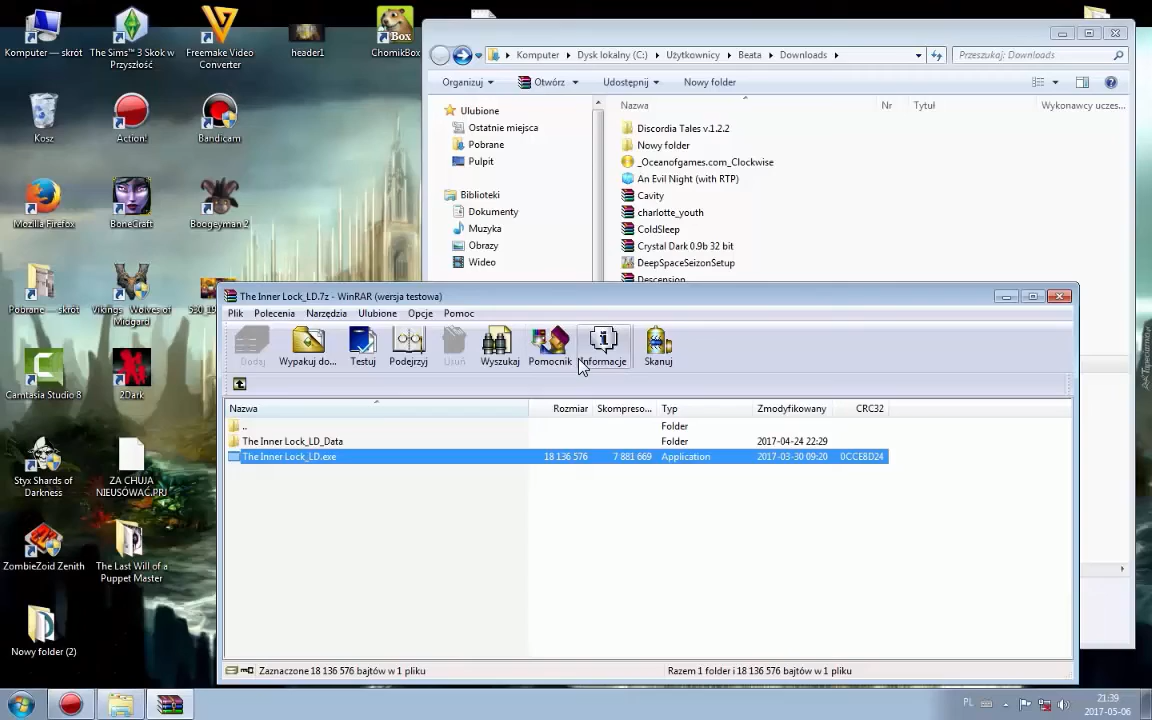 Komputer — skrót
The Sims™ 3 Skok w
Przyszłość
Freemake Video
Converter
header1
Box
ChomikBox
Kosz
Action!
Bandicam
Mozilla Firefox
BoneCraft
Boogeyman 2
Pobrane — skrót
Vikings - Wolves of
Midgard
Camtasia Studio 8
2Dark
Styx Shards of
Darkness
ZA CHUJA
NIEUSÓWAĆ.PRJ
ZombieZoid Zenith
The Last Will of a
Puppet Master
Nowy folder (2)
Komputer
Dysk lokalny (C:)
Użytkownicy
Beata
Downloads
Przeszukaj: Downloads
Organizuj
Otwórz
Udostępnij
Nowy folder
Ulubione
Ostatnie miejsca
Pobrane
Pulpit
Biblioteki
Dokumenty
Muzyka
Obrazy
Wideo
Nazwa
Nr
Tytuł
Wykonawcy uczes...
Discordia Tales v.1.2.2
Nowy folder
_Oceanofgames.com_Clockwise
An Evil Night (with RTP)
Cavity
charlotte_youth
ColdSleep
Crystal Dark 0.9b 32 bit
DeepSpaceSeizonSetup
Descension
The Inner Lock_LD.7z - WinRAR (wersja testowa)
Plik Polecenia Narzędzia Ulubione Opcje Pomoc
Dodaj Wypakuj do... Testuj Podejrzyj Usuń Wyszukaj Pomocnik Informacje Skanuj
Nazwa Rozmiar Skompreso... Typ Zmodyfikowany CRC32
.. Folder
The Inner Lock_LD_Data Folder 2017-04-24 22:29
The Inner Lock_LD.exe 18 136 576 7 881 669 Application 2017-03-30 09:20 0CCE8D24
Zaznaczone 18 136 576 bajtów w 1 pliku
Razem 1 folder i 18 136 576 bajtów w 1 pliku
PL
21:39
2017-05-06